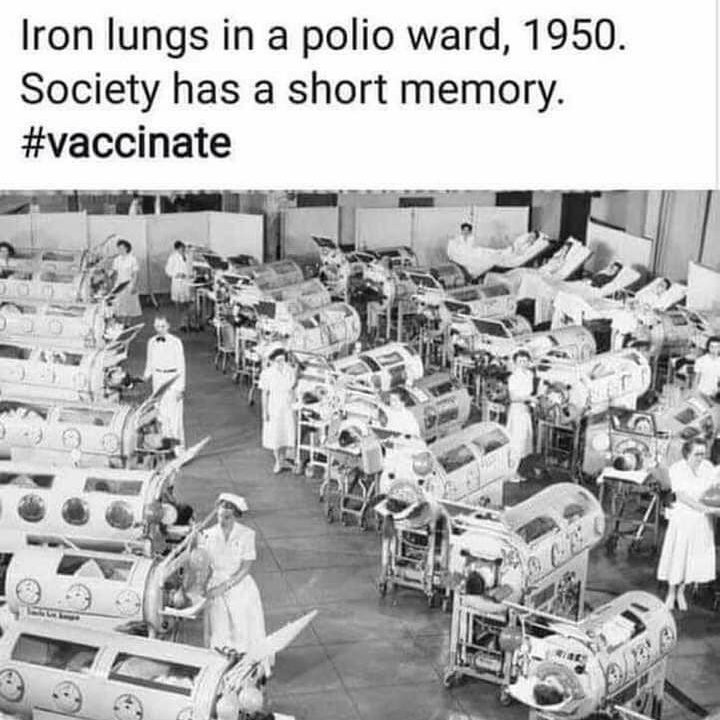 Iron lungs in a polio ward, 1950.
Society has a short memory.
#vaccinate